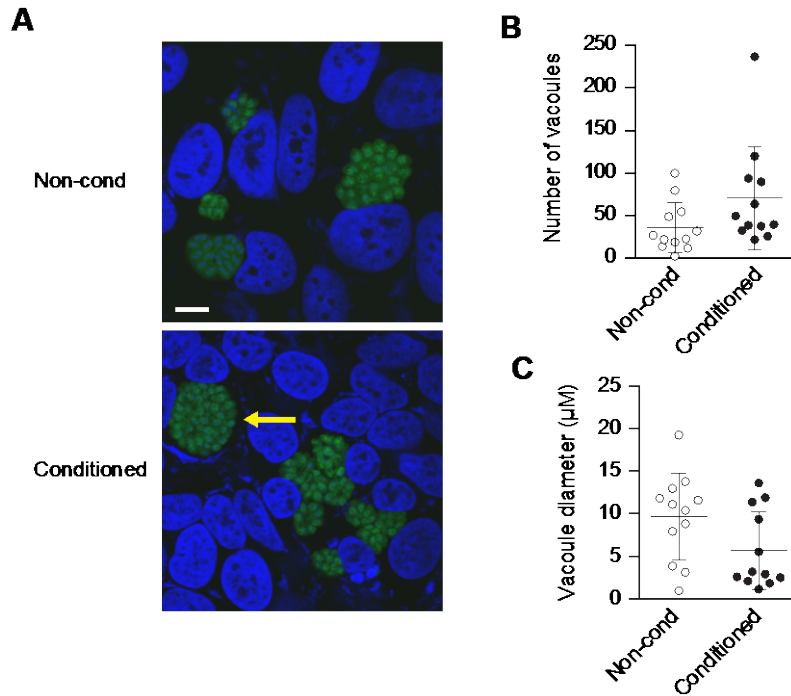 A
Non-cond
Conditioned
B
Number of vacoules
250
200
150
100
50
0
Non-cond
Conditioned
C
Vacoule diameter (µM)
25
20
15
10
5
0
Non-cond
Conditioned